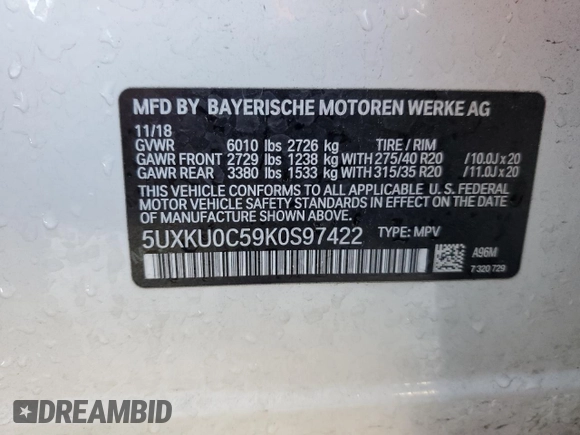 MFD BY BAYERISCHE MOTOREN WERKE AG
11/18
GVWR 6010 lbs 2726 kg TIRE / RIM
GAWR FRONT 2729 lbs 1238 kg WITH 275/40 R20 /10.0J x 20
GAWR REAR 3380 lbs 1533 kg WITH 315/35 R20 /11.0J x 20
THIS VEHICLE CONFORMS TO ALL APPLICABLE U. S. FEDERAL
MOTOR VEHICLE SAFETY STANDARDS IN EFFECT
ON THE DATE OF MANUFACTURE SHOWN ABOVE.
5UXKU0C59K0S97422 TYPE: MPV
A96M
7 320 729
DREAMBID